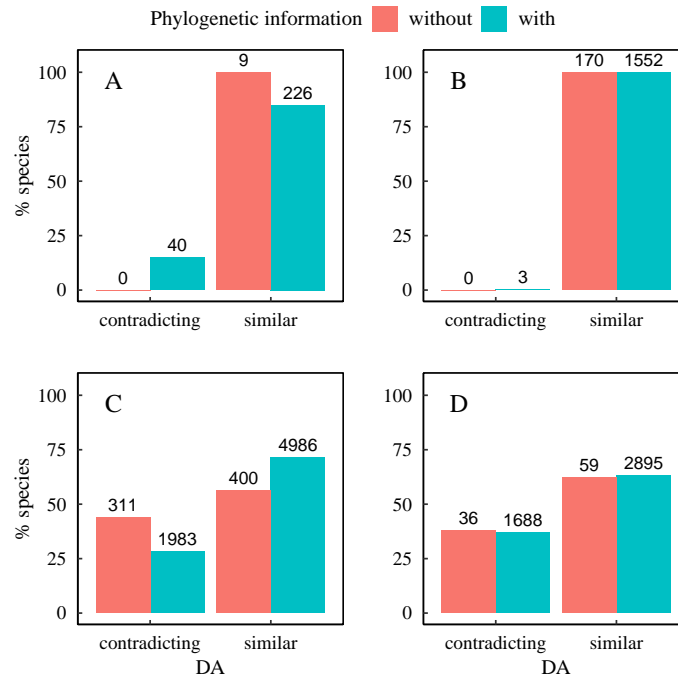 Phylogenetic information without with
A
% species
100
75
50
25
0
0
40
9
226
contradicting similar
B
% species
100
75
50
25
0
0
3
170
1552
contradicting similar
C
% species
100
75
50
25
0
311
1983
400
4986
contradicting similar
DA
D
100
75
50
25
0
36
1688
59
2895
contradicting similar
DA